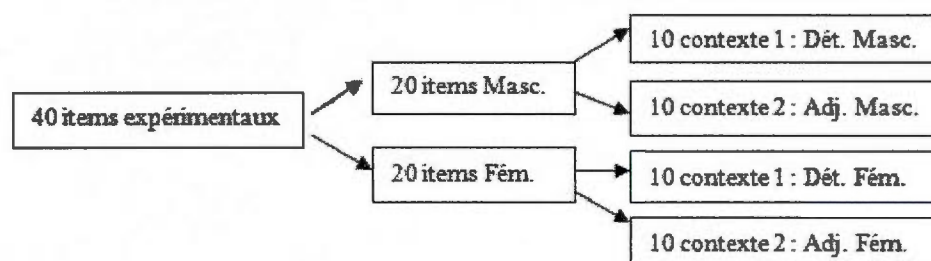 40 items expérimentaux
20 items Masc.
10 contexte 1 : Dét. Masc.
10 contexte 2 : Adj. Masc.
20 items Fém.
10 contexte 1 : Dét. Fém.
10 contexte 2 : Adj. Fém.